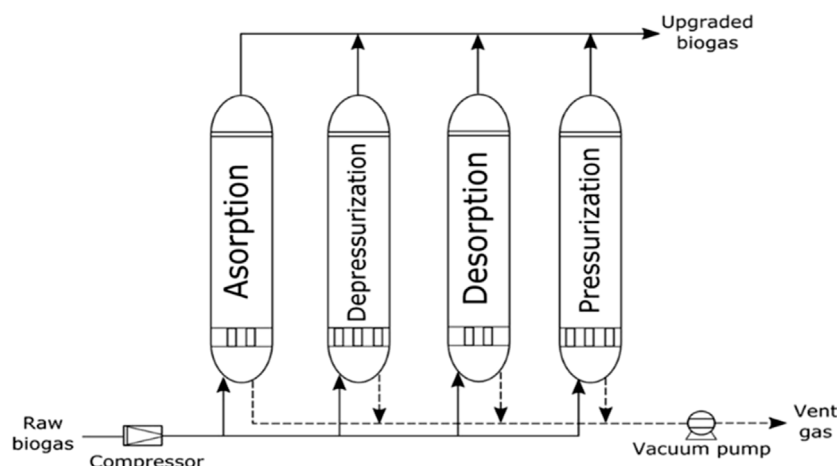 Upgraded
biogas
Asorption
Depressurization
Desorption
Pressurization
Raw
biogas
Compressor
Vacuum pump
Vent
gas